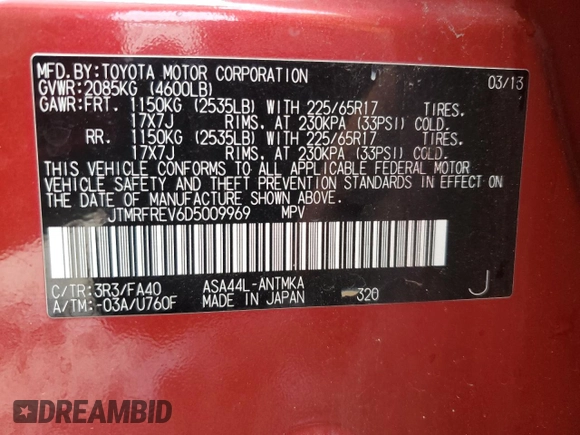 MFD.BY:TOYOTA MOTOR CORPORATION 03/13
GVWR:2085KG (4600LB)
GAWR:FRT. 1150KG (2535LB) WITH 225/65R17 TIRES.
17X7J RIMS, AT 230KPA (33PSI) COLD.
RR. 1150KG (2535LB) WITH 225/65R17 TIRES.
17X7J RIMS, AT 230KPA (33PSI) COLD.
THIS VEHICLE CONFORMS TO ALL APPLICABLE FEDERAL MOTOR
VEHICLE SAFETY AND THEFT PREVENTION STANDARDS IN EFFECT ON
THE DATE OF MANUFACTURE SHOWN ABOVE.
JTMRFREV6D5009969 MPV
C/TR:3R3/FA40 ASA44L-ANTMKA
A/TM:-03A/U760F MADE IN JAPAN 320 J
DREAMBID